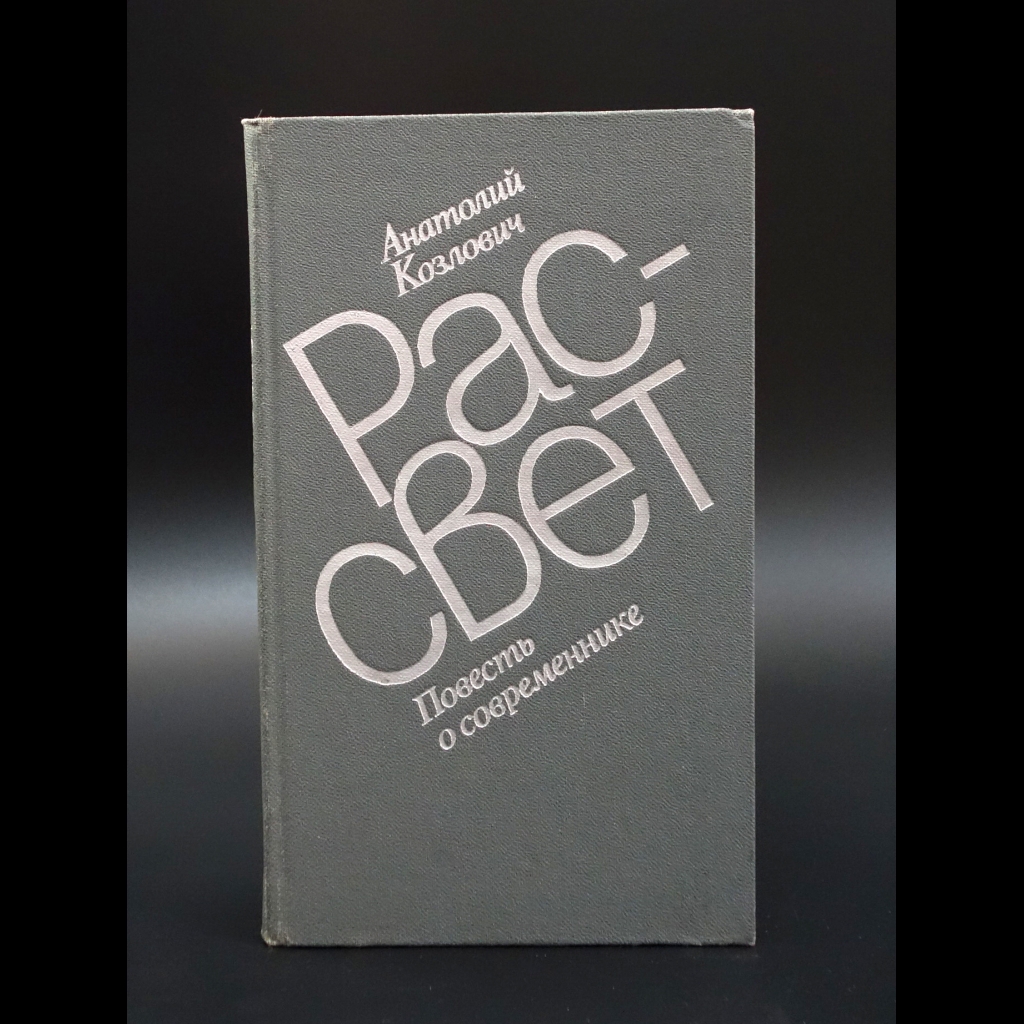 Анатолий
Козлович
Рас-
свет
Повесть
о современнике